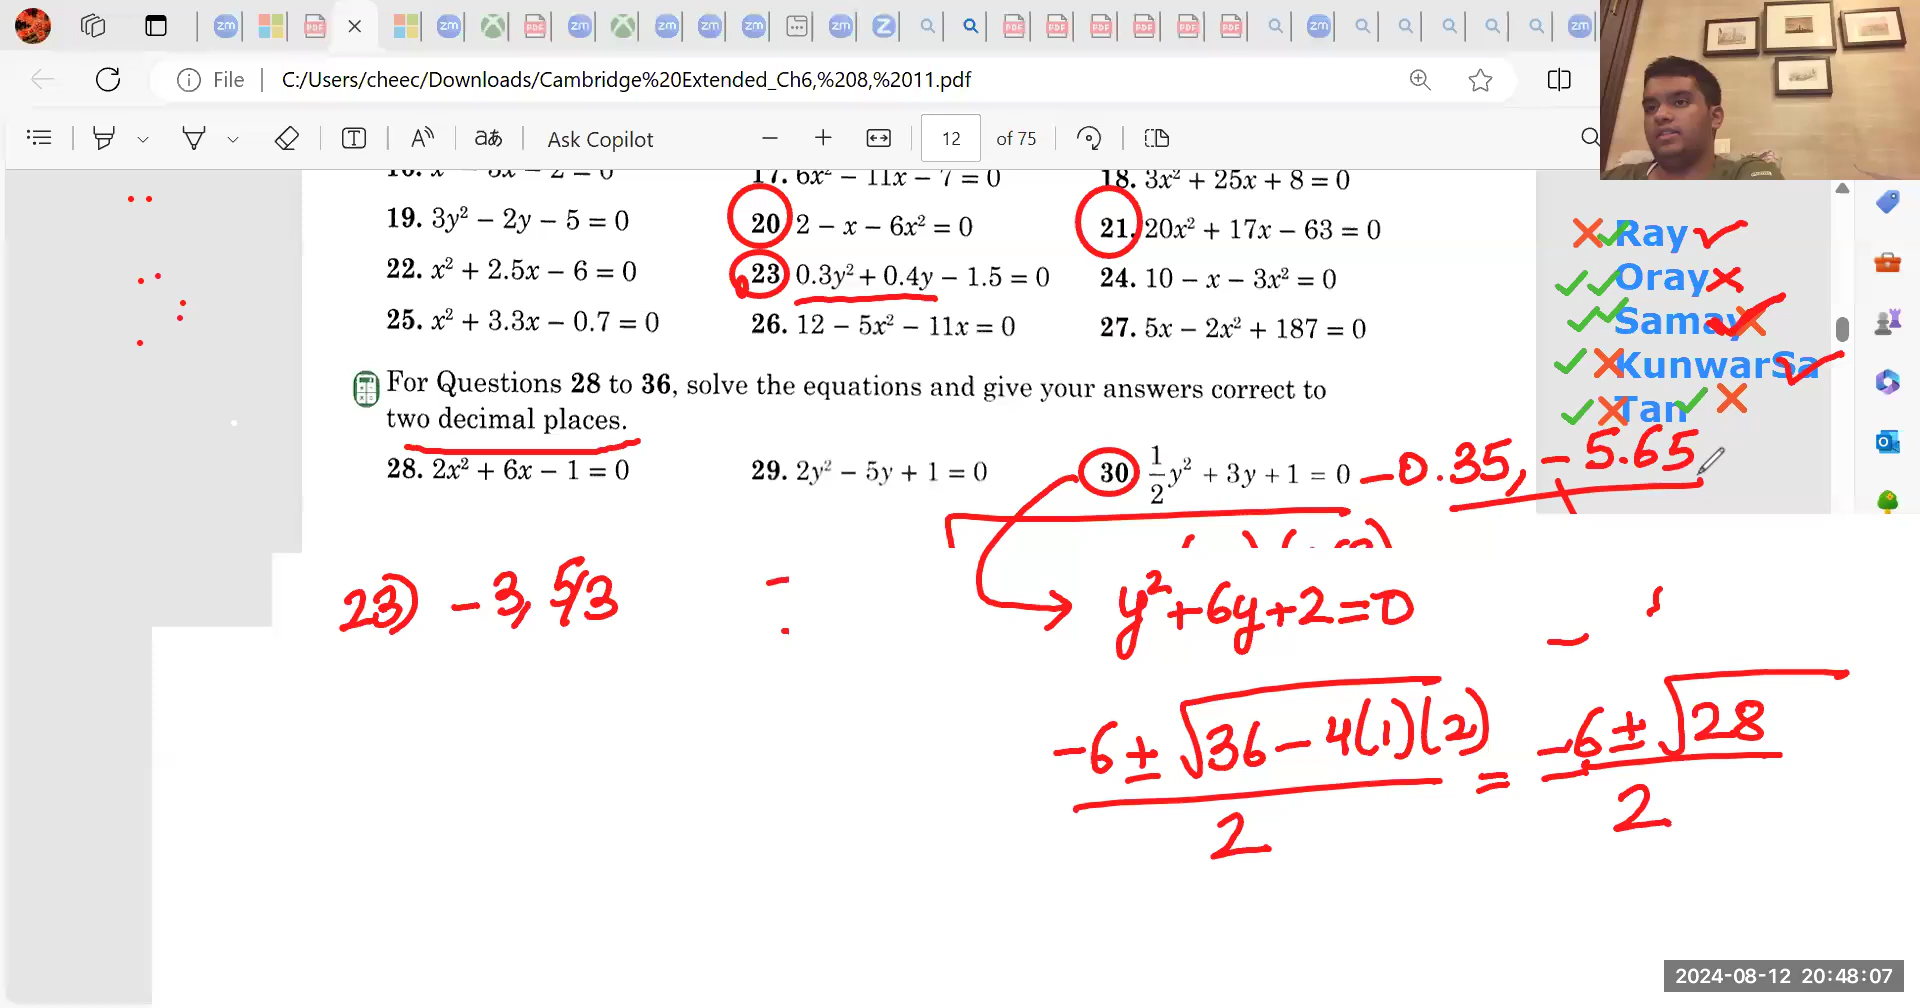 File C:/Users/cheec/Downloads/Cambridge%20Extended_Ch6,%208,%2011.pdf
Ask Copilot 12 of 75
17. 6x² − 11x − 7 = 0 18. 3x² + 25x + 8 = 0
19. 3y² − 2y − 5 = 0 20 2 − x − 6x² = 0 21. 20x² + 17x − 63 = 0
22. x² + 2.5x − 6 = 0 23 0.3y² + 0.4y − 1.5 = 0 24. 10 − x − 3x² = 0
25. x² + 3.3x − 0.7 = 0 26. 12 − 5x² − 11x = 0 27. 5x − 2x² + 187 = 0
For Questions 28 to 36, solve the equations and give your answers correct to
two decimal places.
28. 2x² + 6x − 1 = 0 29. 2y² − 5y + 1 = 0 30 1/2 y² + 3y + 1 = 0 −0.35, −5.65
Ray
Oray
Samay
KunwarSa
Tan
23) −3, 5/3
y²+6y+2=0
−6 ± √36−4(1)(2) / 2 = −6 ± √28 / 2
2024-08-12 20:48:07